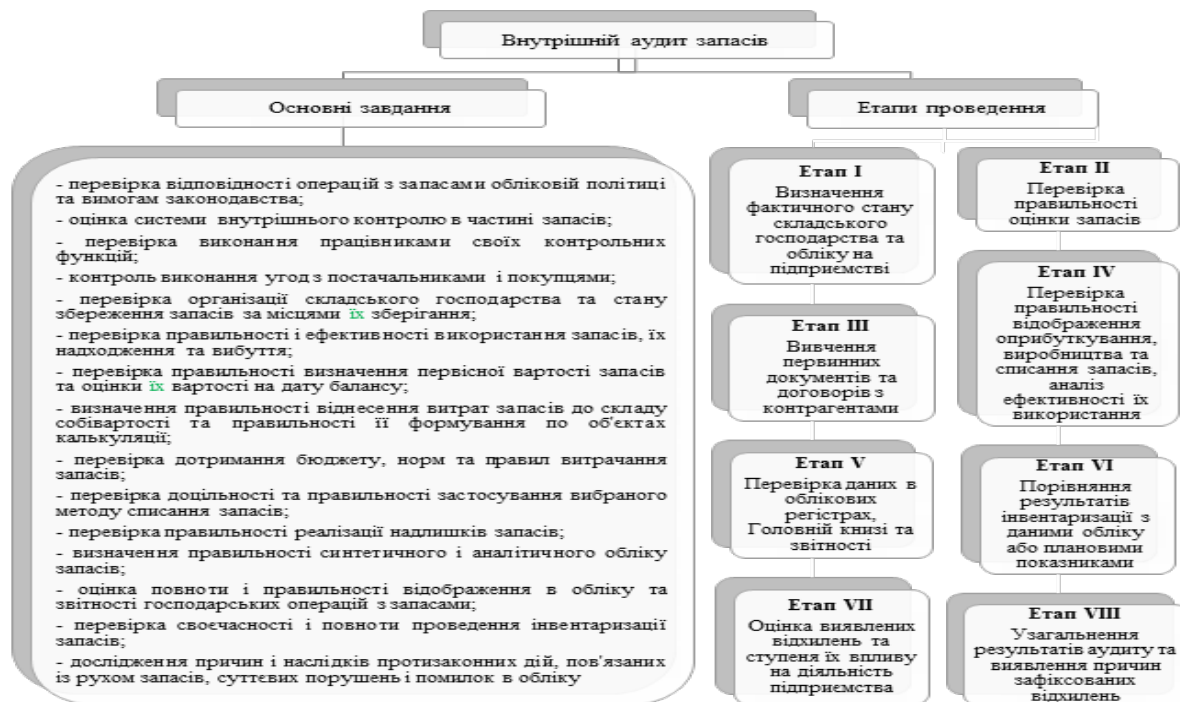 Внутрішній аудит запасів
Основні завдання
- перевірка відповідності операцій з запасами обліковій політиці
та вимогам законодавства;
- оцінка системи внутрішнього контролю в частині запасів;
- перевірка виконання працівниками своїх контрольних
функцій;
- контроль виконання угод з постачальниками і покупцями;
- перевірка організації складського господарства та стану
збереження запасів за місцями їх зберігання;
- перевірка правильності і ефективності використання запасів, їх
надходження та вибуття;
- перевірка правильності визначення первісної вартості запасів
та оцінки їх вартості на дату балансу;
- визначення правильності віднесення витрат запасів до складу
собівартості та правильності її формування по об'єктах
калькуляції;
- перевірка дотримання бюджету, норм та правил витрачання
запасів;
- перевірка доцільності та правильності застосування вибраного
методу списання запасів;
- перевірка правильності реалізації надлишків запасів;
- визначення правильності синтетичного і аналітичного обліку
запасів;
- оцінка повноти і правильності відображення в обліку та
звітності господарських операцій з запасами;
- перевірка своєчасності і повноти проведення інвентаризації
запасів;
- дослідження причин і наслідків протизаконних дій, пов'язаних
із рухом запасів, суттєвих порушень і помилок в обліку
Етапи проведення
Етап I
Визначення
фактичного стану
складського
господарства та
обліку на
підприємстві
Етап II
Перевірка
правильності
оцінки запасів
Етап III
Вивчення
первинних
документів та
договорів з
контрагентами
Етап IV
Перевірка
правильності
відображення
оприбуткування,
виробництва та
списання запасів,
аналіз
ефективності їх
використання
Етап V
Перевірка даних в
облікових
регістрах,
Головній книзі та
звітності
Етап VI
Порівняння
результатів
інвентаризації з
даними обліку
або плановими
показниками
Етап VII
Оцінка виявлених
відхилень та
ступеня їх впливу
на діяльність
підприємства
Етап VIII
Узагальнення
результатів аудиту та
виявлення причин
зафіксованих
відхилень